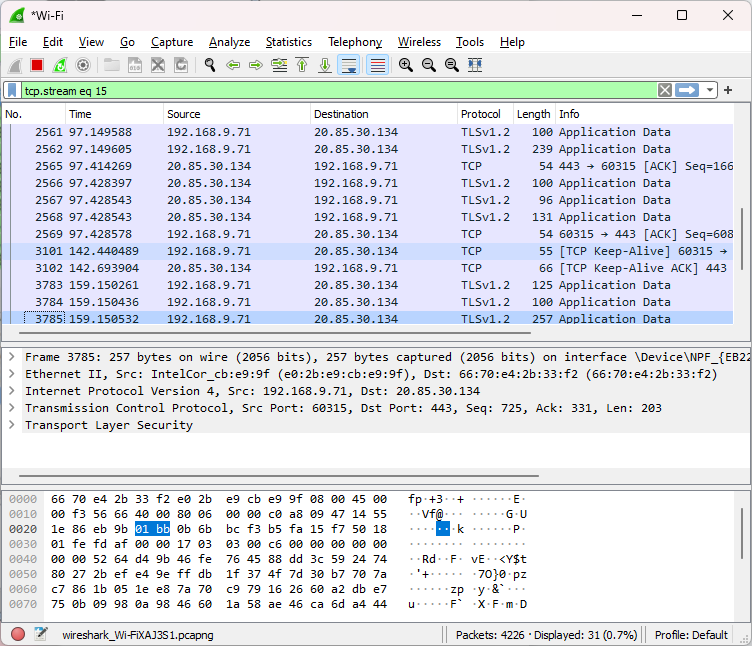 *Wi-Fi
File Edit View Go Capture Analyze Statistics Telephony Wireless Tools Help
tcp.stream eq 15
No. Time Source Destination Protocol Length Info
2561 97.149588 192.168.9.71 20.85.30.134 TLSv1.2 100 Application Data
2562 97.149605 192.168.9.71 20.85.30.134 TLSv1.2 239 Application Data
2565 97.414269 20.85.30.134 192.168.9.71 TCP 54 443 → 60315 [ACK] Seq=166
2566 97.428397 20.85.30.134 192.168.9.71 TLSv1.2 100 Application Data
2567 97.428543 20.85.30.134 192.168.9.71 TLSv1.2 96 Application Data
2568 97.428543 20.85.30.134 192.168.9.71 TLSv1.2 131 Application Data
2569 97.428578 192.168.9.71 20.85.30.134 TCP 54 60315 → 443 [ACK] Seq=608
3101 142.440489 192.168.9.71 20.85.30.134 TCP 55 [TCP Keep-Alive] 60315 →
3102 142.693904 20.85.30.134 192.168.9.71 TCP 66 [TCP Keep-Alive ACK] 443
3783 159.150261 192.168.9.71 20.85.30.134 TLSv1.2 125 Application Data
3784 159.150436 192.168.9.71 20.85.30.134 TLSv1.2 100 Application Data
3785 159.150532 192.168.9.71 20.85.30.134 TLSv1.2 257 Application Data
Frame 3785: 257 bytes on wire (2056 bits), 257 bytes captured (2056 bits) on interface \Device\NPF_{EB22
Ethernet II, Src: IntelCor_cb:e9:9f (e0:2b:e9:cb:e9:9f), Dst: 66:70:e4:2b:33:f2 (66:70:e4:2b:33:f2)
Internet Protocol Version 4, Src: 192.168.9.71, Dst: 20.85.30.134
Transmission Control Protocol, Src Port: 60315, Dst Port: 443, Seq: 725, Ack: 331, Len: 203
Transport Layer Security
0000 66 70 e4 2b 33 f2 e0 2b e9 cb e9 9f 08 00 45 00 fp·+3··+ ······E·
0010 00 f3 56 66 40 00 80 06 00 00 c0 a8 09 47 14 55 ··Vf@··· ·····G·U
0020 1e 86 eb 9b 01 bb 0b 6b bc f3 b5 fa 15 f7 50 18 ·······k ······P·
0030 01 fe fd af 00 00 17 03 03 00 c6 00 00 00 00 00 ········ ········
0040 00 00 52 64 d4 9b 46 fe 76 45 88 dd 3c 59 24 74 ··Rd··F· vE··<Y$t
0050 80 27 2b ef e4 9e ff db 1f 37 4f 7d 30 b7 70 7a ·'+····· ·7O}0·pz
0060 c7 86 1b 05 1e e8 7a 70 c9 79 16 26 60 a2 db e7 ······zp ·y·&`···
0070 75 0b 09 98 0a 98 46 60 1a 58 ae 46 ca 6d a4 44 u·····F` ·X·F·m·D
wireshark_Wi-FiXAJ3S1.pcapng Packets: 4226 · Displayed: 31 (0.7%) Profile: Default